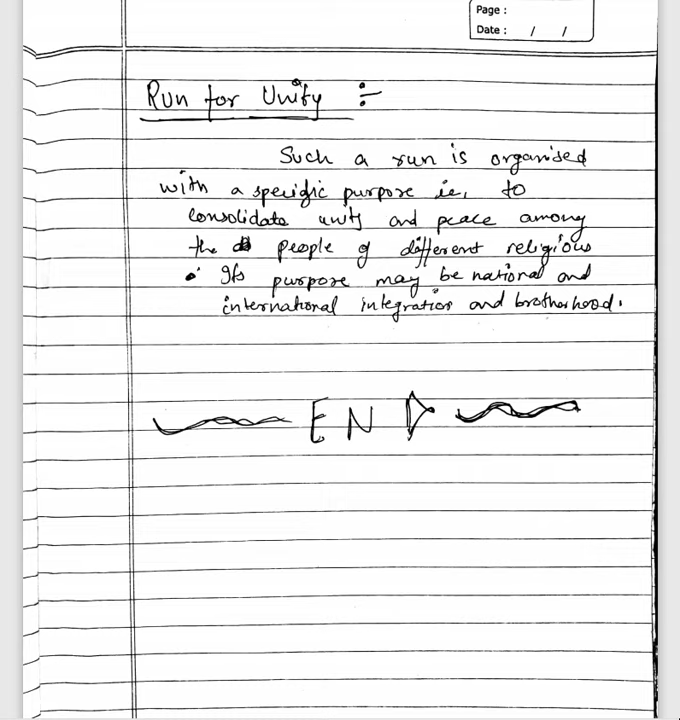 Page :
Date : / /
Run for Unity :-
Such a run is organised
with a specific purpose i.e, to
consolidate unity and peace among
the people of different religious
• Its purpose may be national and
international integration and brotherhood.
END